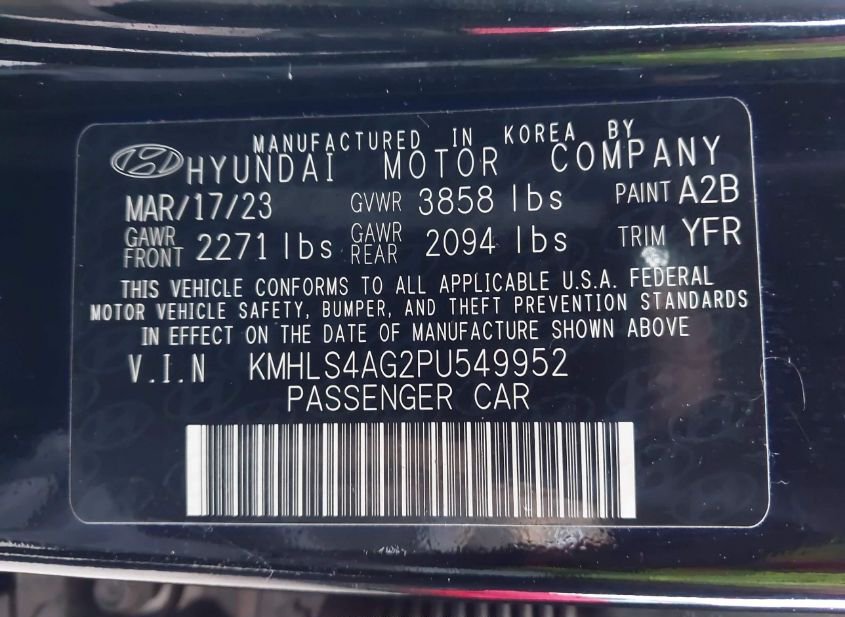 MANUFACTURED IN KOREA BY
HYUNDAI MOTOR COMPANY
MAR/17/23 GVWR 3858 lbs PAINT A2B
GAWR FRONT 2271 lbs GAWR REAR 2094 lbs TRIM YFR
THIS VEHICLE CONFORMS TO ALL APPLICABLE U.S.A. FEDERAL
MOTOR VEHICLE SAFETY, BUMPER, AND THEFT PREVENTION STANDARDS
IN EFFECT ON THE DATE OF MANUFACTURE SHOWN ABOVE
V.I.N KMHLS4AG2PU549952
PASSENGER CAR